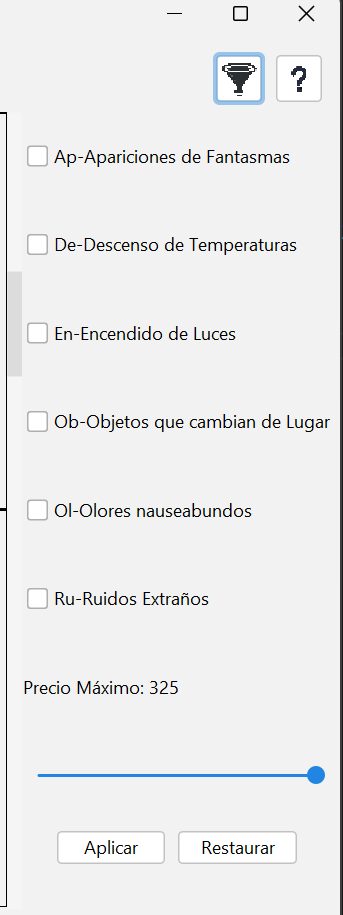 ?
Ap-Apariciones de Fantasmas
De-Descenso de Temperaturas
En-Encendido de Luces
Ob-Objetos que cambian de Lugar
Ol-Olores nauseabundos
Ru-Ruidos Extraños
Precio Máximo: 325
Aplicar Restaurar